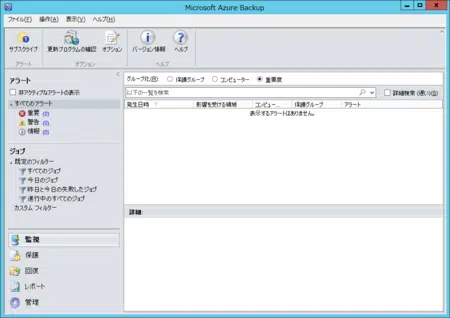 Microsoft Azure Backup
ファイル(F) 操作(A) 表示(V) ヘルプ(H)
サブスクライブ 更新プログラムの確認 オプション バージョン情報 ヘルプ
アラート オプション ヘルプ
アラート
非アクティブなアラートの表示
すべてのアラート
重要 (0)
警告 (0)
情報 (0)
ジョブ
既定のフィルター
すべてのジョブ
今日のジョブ
昨日と今日の失敗したジョブ
進行中のすべてのジョブ
カスタム フィルター
監視
保護
回復
レポート
管理
グループ化(B): 保護グループ コンピューター 重要度
以下の一覧を検索 詳細検索 (遅い)(S)
発生日時 影響を受ける領域 コンピュー... 保護グループ アラート
表示するアラートはありません。
詳細: